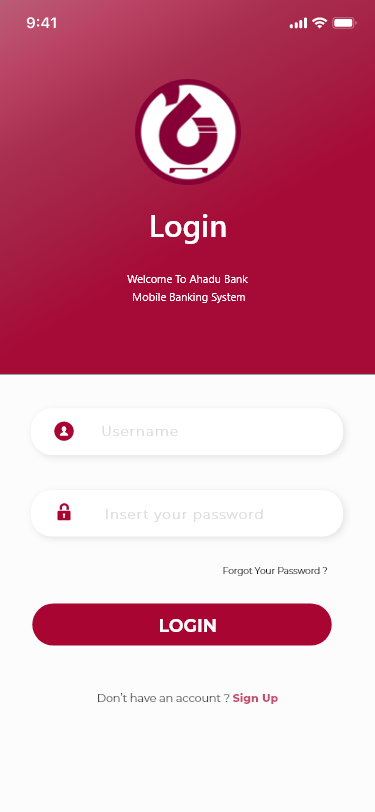 9:41
Login
Welcome To Ahadu Bank
Mobile Banking System
Username
Insert your password
Forgot Your Password ?
LOGIN
Don't have an account ? Sign Up